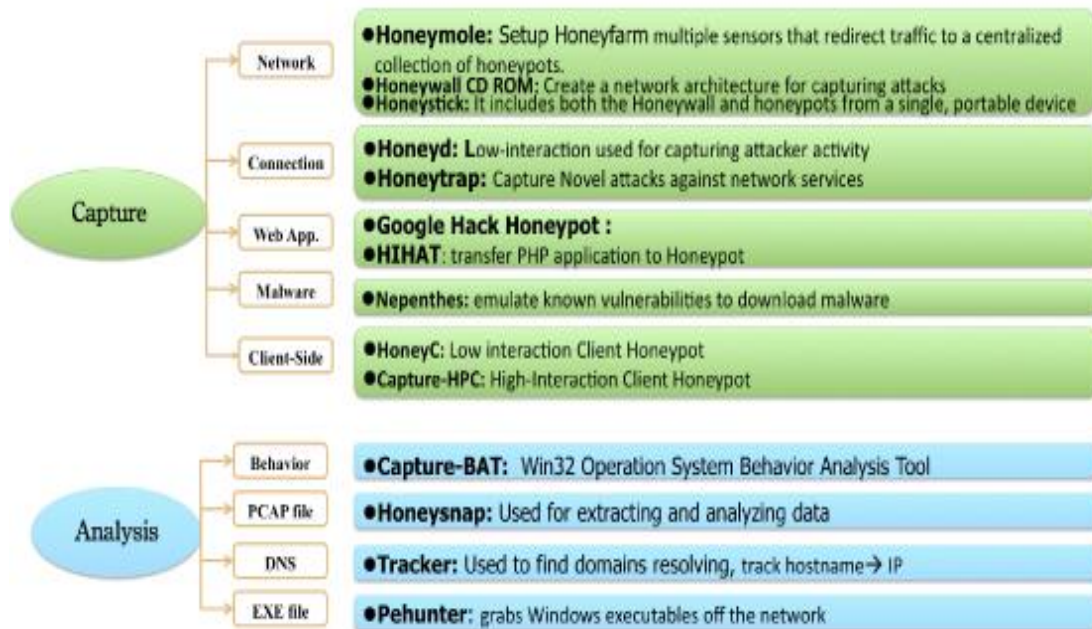 Capture
Network
●Honeymole: Setup Honeyfarm multiple sensors that redirect traffic to a centralized
collection of honeypots.
●Honeywall CD ROM: Create a network architecture for capturing attacks
●Honeystick: It includes both the Honeywall and honeypots from a single, portable device
Connection
●Honeyd: Low-interaction used for capturing attacker activity
●Honeytrap: Capture Novel attacks against network services
Web App.
●Google Hack Honeypot :
●HIHAT: transfer PHP application to Honeypot
Malware
●Nepenthes: emulate known vulnerabilities to download malware
Client-Side
●HoneyC: Low interaction Client Honeypot
●Capture-HPC: High-Interaction Client Honeypot
Analysis
Behavior
●Capture-BAT: Win32 Operation System Behavior Analysis Tool
PCAP file
●Honeysnap: Used for extracting and analyzing data
DNS
●Tracker: Used to find domains resolving, track hostname→ IP
EXE file
●Pehunter: grabs Windows executables off the network